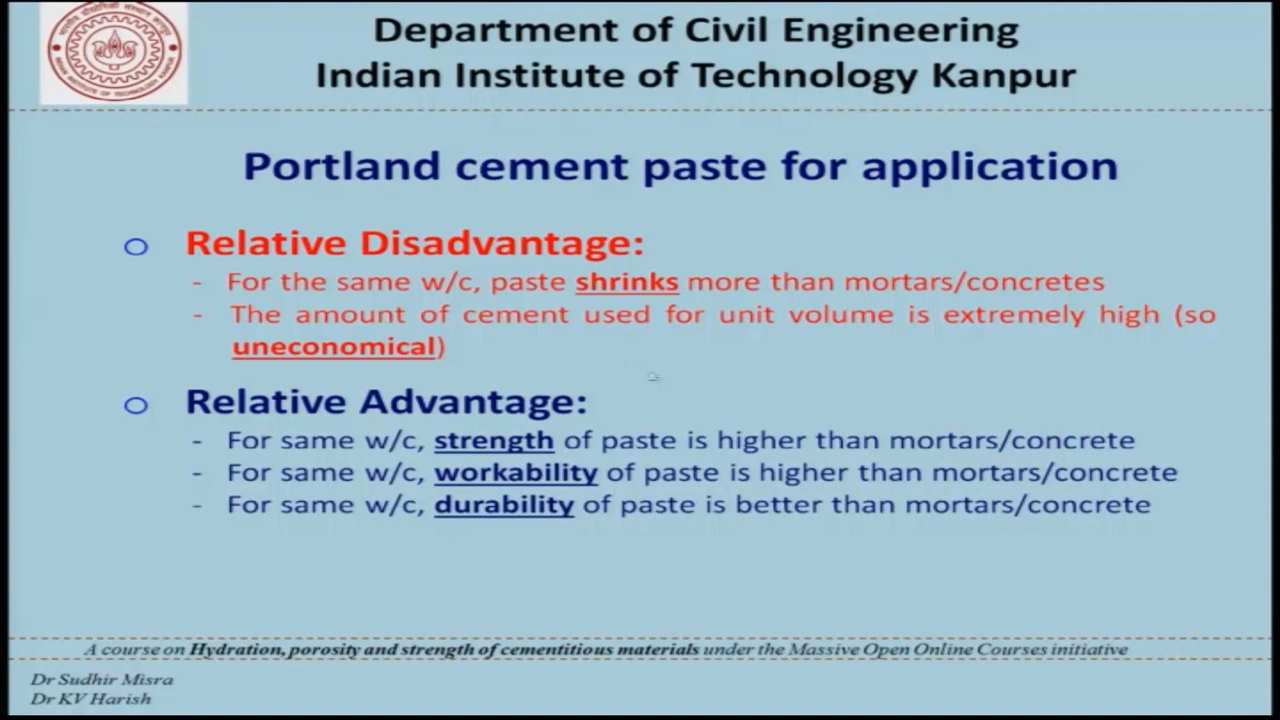 Department of Civil Engineering
Indian Institute of Technology Kanpur
Portland cement paste for application
o Relative Disadvantage:
- For the same w/c, paste shrinks more than mortars/concretes
- The amount of cement used for unit volume is extremely high (so
uneconomical)
o Relative Advantage:
- For same w/c, strength of paste is higher than mortars/concrete
- For same w/c, workability of paste is higher than mortars/concrete
- For same w/c, durability of paste is better than mortars/concrete
A course on Hydration, porosity and strength of cementitious materials under the Massive Open Online Courses initiative
Dr Sudhir Misra
Dr KV Harish